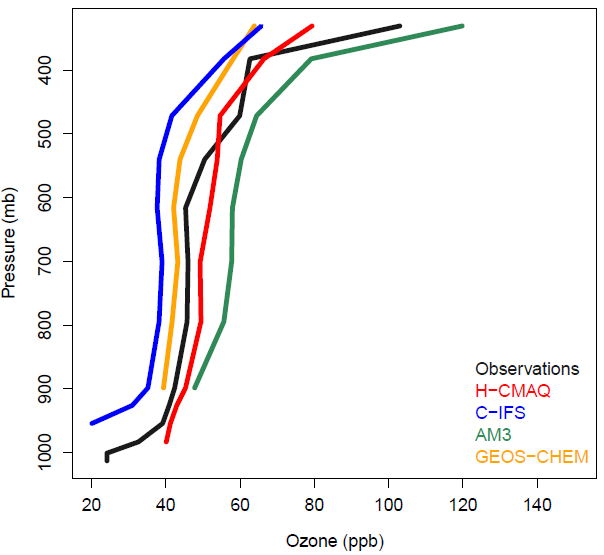 400
500
600
700
800
900
1000
Pressure (mb)
Observations
H−CMAQ
C−IFS
AM3
GEOS−CHEM
20 40 60 80 100 120 140
Ozone (ppb)